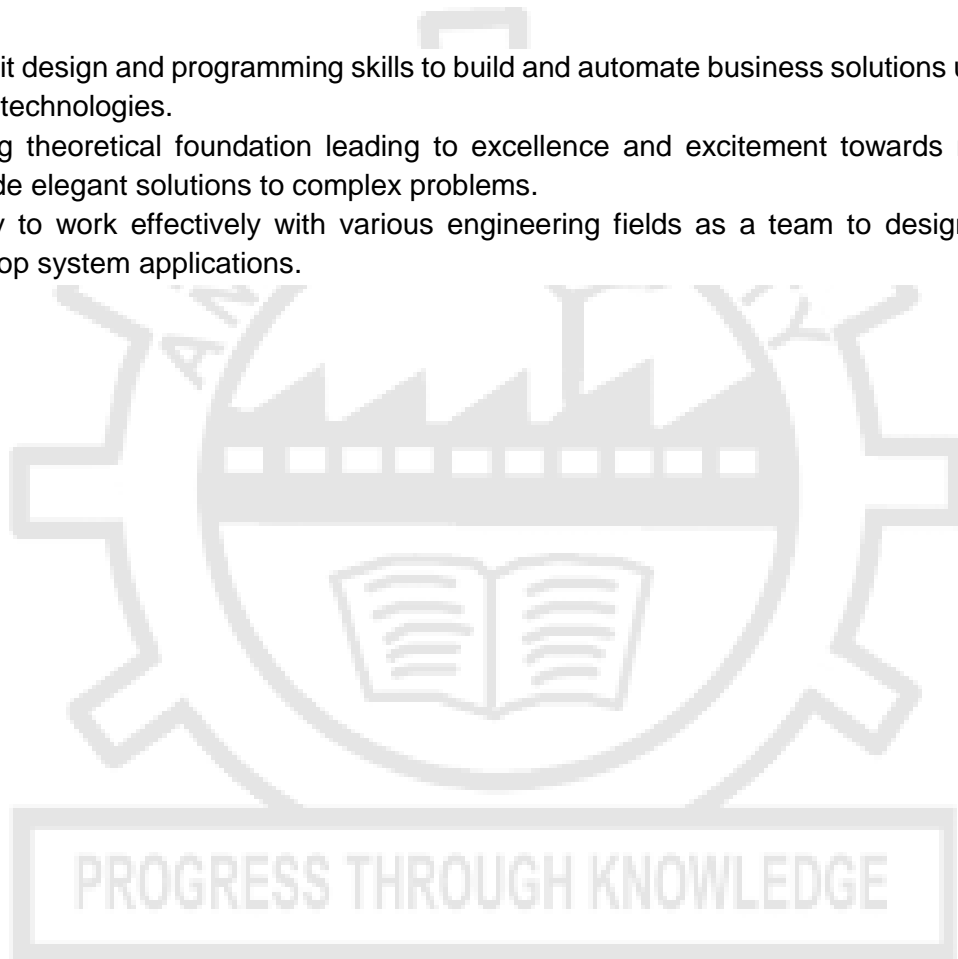 it design and programming skills to build and automate business solutions u
technologies.
g theoretical foundation leading to excellence and excitement towards
de elegant solutions to complex problems.
y to work effectively with various engineering fields as a team to design
op system applications.
PROGRESS THROUGH KNOWLEDGE